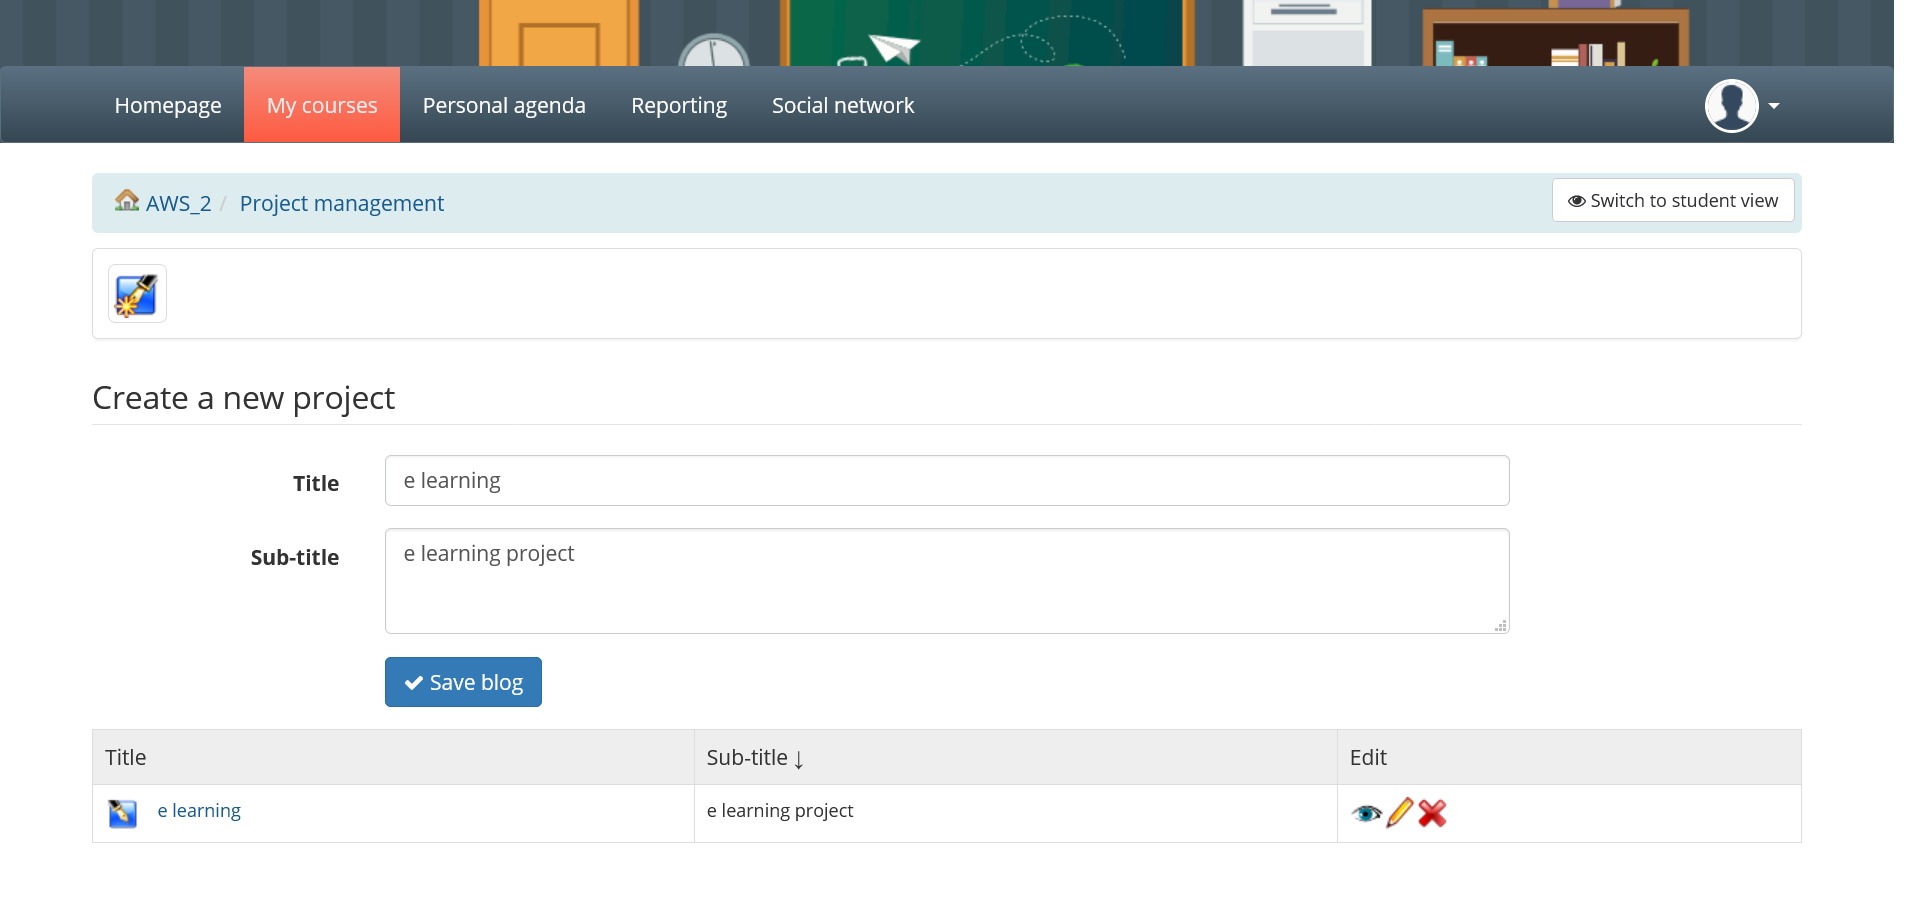 Homepage My courses Personal agenda Reporting Social network
AWS_2 / Project management
Switch to student view
Create a new project
Title
e learning
Sub-title
e learning project
Save blog
Title Sub-title ↓ Edit
e learning e learning project